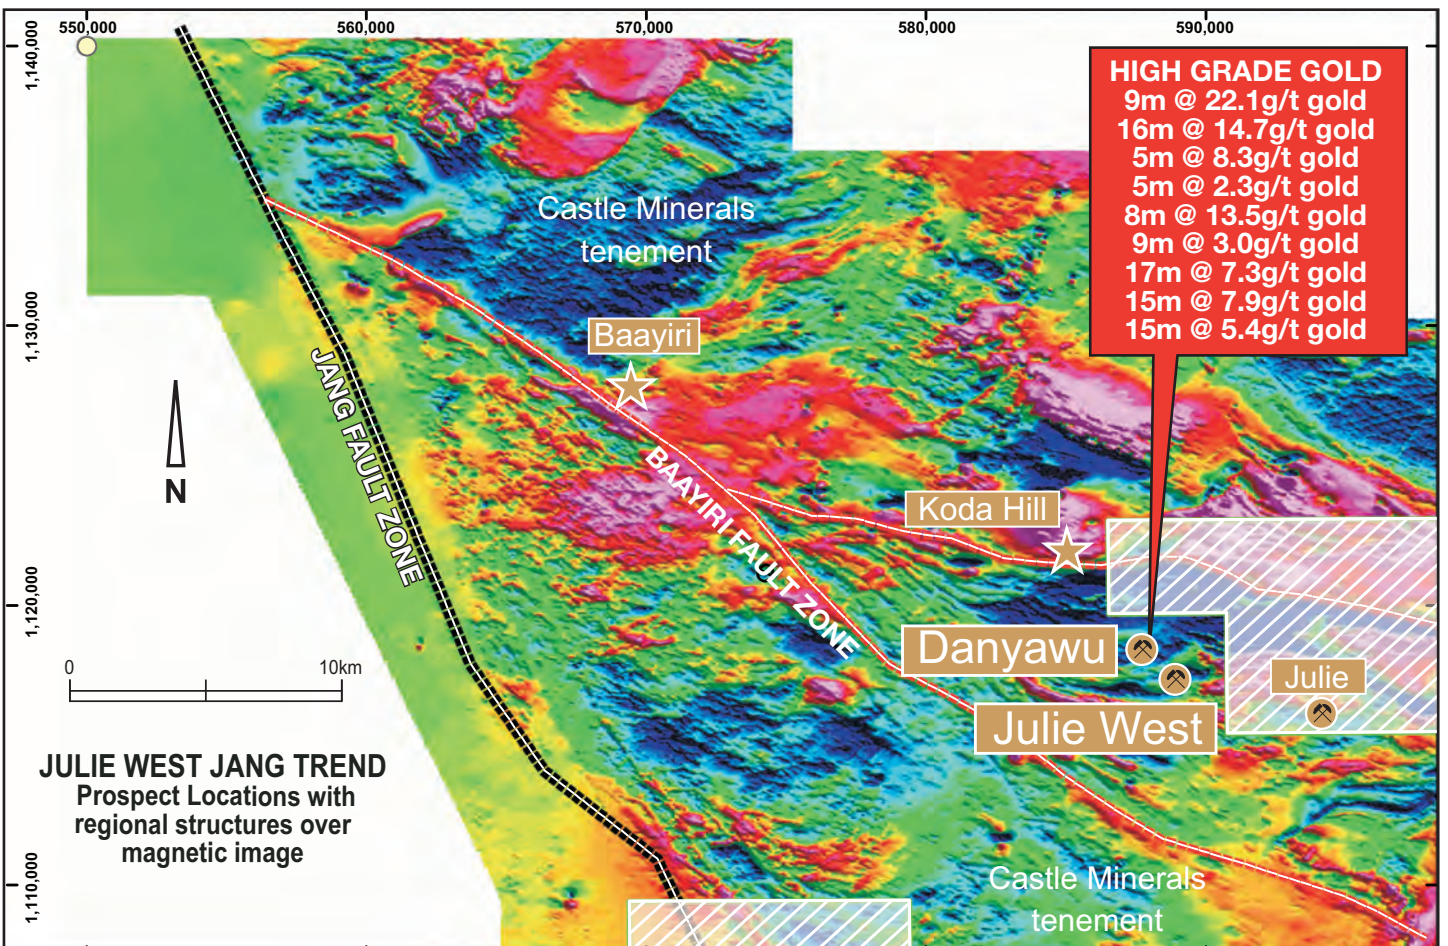 550,000
560,000
570,000
580,000
590,000
1,140,000
1,130,000
1,120,000
1,110,000
HIGH GRADE GOLD
9m @ 22.1g/t gold
16m @ 14.7g/t gold
5m @ 8.3g/t gold
5m @ 2.3g/t gold
8m @ 13.5g/t gold
9m @ 3.0g/t gold
17m @ 7.3g/t gold
15m @ 7.9g/t gold
15m @ 5.4g/t gold
Castle Minerals
tenement
Baayiri
JANG FAULT ZONE
BAAYIRI FAULT ZONE
N
Koda Hill
Danyawu
Julie
Julie West
0
10km
JULIE WEST JANG TREND
Prospect Locations with
regional structures over
magnetic image
Castle Minerals
tenement